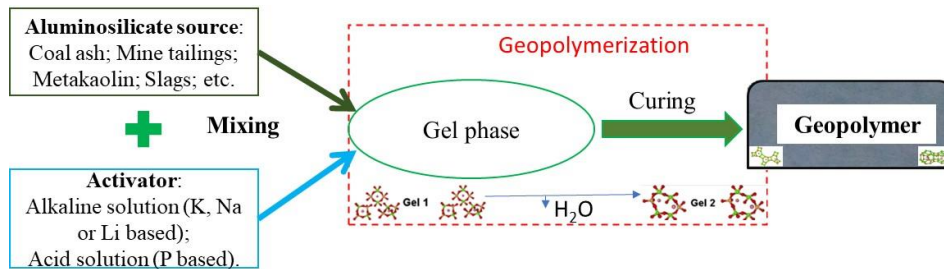 Aluminosilicate source:
Coal ash; Mine tailings;
Metakaolin; Slags; etc.
Mixing
Activator:
Alkaline solution (K, Na
or Li based);
Acid solution (P based).
Geopolymerization
Gel phase
Gel 1
H₂O
Gel 2
Curing
Geopolymer